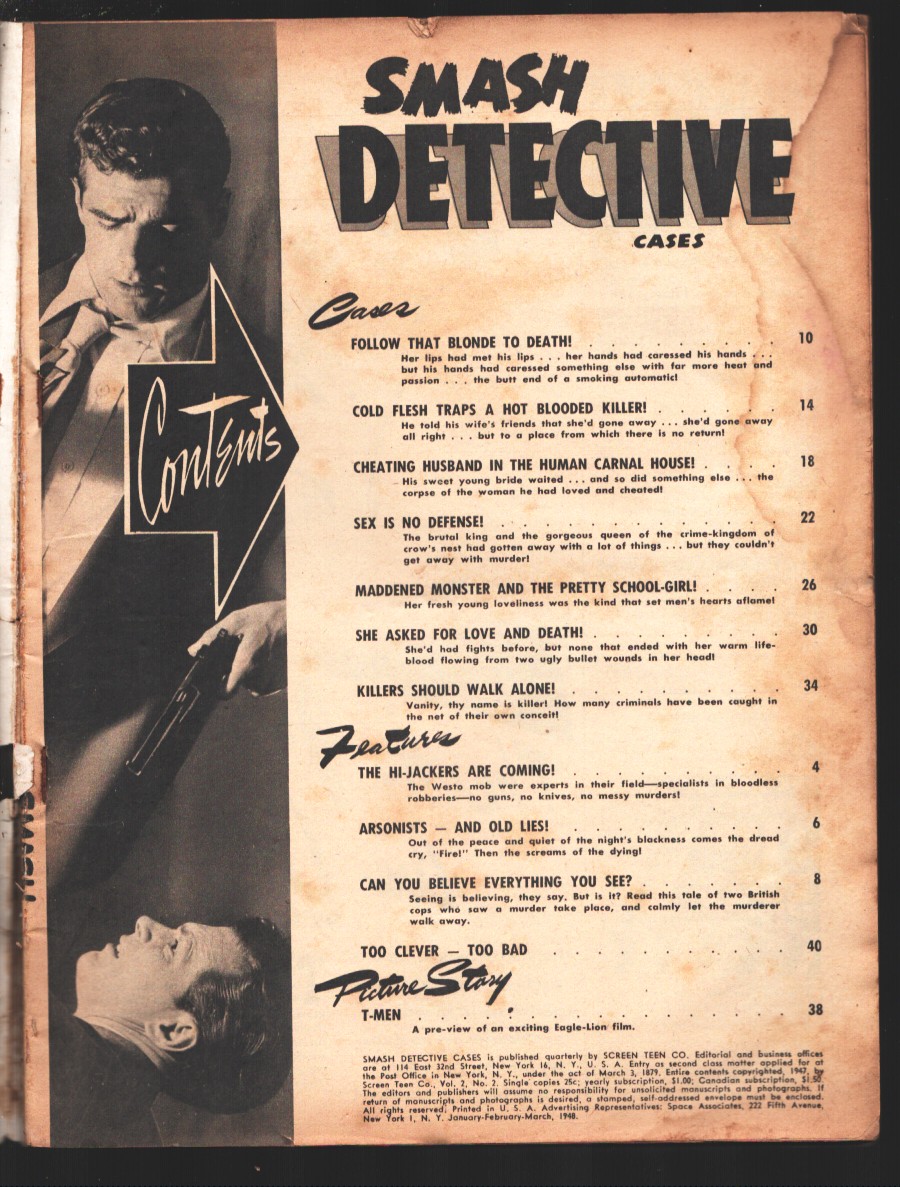 SMASH
DETECTIVE
CASES
Contents
Cases
FOLLOW THAT BLONDE TO DEATH! . . . . . . . . . 10
Her lips had met his lips . . . her hands had caressed his hands . . .
but his hands had caressed something else with far more heat and
passion . . . the butt end of a smoking automatic!
COLD FLESH TRAPS A HOT BLOODED KILLER! . . . . . . 14
He told his wife's friends that she'd gone away . . . she'd gone away
all right . . . but to a place from which there is no return!
CHEATING HUSBAND IN THE HUMAN CARNAL HOUSE! . . . . 18
His sweet young bride waited . . . and so did something else . . . the
corpse of the woman he had loved and cheated!
SEX IS NO DEFENSE! . . . . . . . . . . . . . 22
The brutal king and the gorgeous queen of the crime-kingdom of
crow's nest had gotten away with a lot of things . . . but they couldn't
get away with murder!
MADDENED MONSTER AND THE PRETTY SCHOOL-GIRL! . . . . 26
Her fresh young loveliness was the kind that set men's hearts aflame!
SHE ASKED FOR LOVE AND DEATH! . . . . . . . . . 30
She'd had fights before, but none that ended with her warm life-
blood flowing from two ugly bullet wounds in her head!
KILLERS SHOULD WALK ALONE! . . . . . . . . . . 34
Vanity, thy name is killer! How many criminals have been caught in
the net of their own conceit!
Features
THE HI-JACKERS ARE COMING! . . . . . . . . . . 4
The Westo mob were experts in their field—specialists in bloodless
robberies—no guns, no knives, no messy murders!
ARSONISTS — AND OLD LIES! . . . . . . . . . . 6
Out of the peace and quiet of the night's blackness comes the dread
cry, "Fire!" Then the screams of the dying!
CAN YOU BELIEVE EVERYTHING YOU SEE? . . . . . . . 8
Seeing is believing, they say. But is it? Read this tale of two British
cops who saw a murder take place, and calmly let the murderer
walk away.
TOO CLEVER — TOO BAD . . . . . . . . . . . 40
Picture Story
T-MEN . . . . . . . . . . . . . . . . 38
A pre-view of an exciting Eagle-Lion film.
SMASH DETECTIVE CASES is published quarterly by SCREEN TEEN CO. Editorial and business offices
are at 114 East 32nd Street, New York 16, N. Y., U. S. A. Entry as second class matter applied for at
the Post Office in New York, N. Y., under the act of March 3, 1879. Entire contents copyrighted, 1947, by
Screen Teen Co., Vol. 2, No. 2. Single copies 25c; yearly subscription, $1.00; Canadian subscription, $1.50.
The editors and publishers will assume no responsibility for unsolicited manuscripts and photographs. If
return of manuscripts and photographs is desired, a stamped, self-addressed envelope must be enclosed.
All rights reserved. Printed in U. S. A. Advertising Representatives: Space Associates, 222 Fifth Avenue,
New York 1, N. Y. January-February-March, 1948.